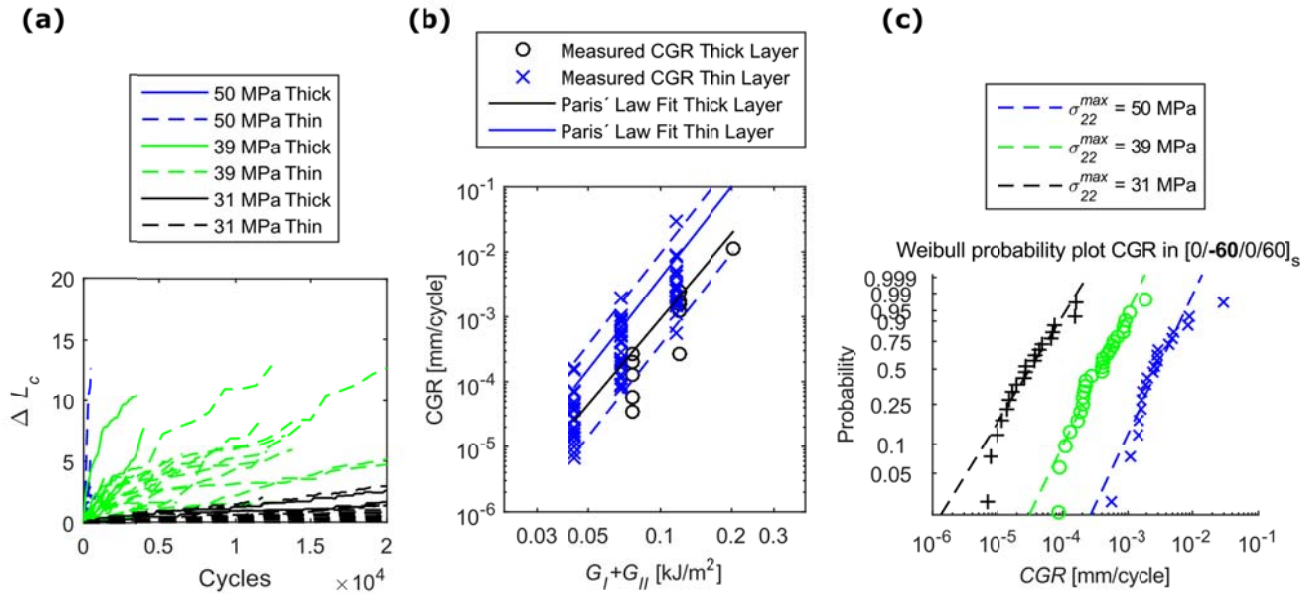 (a)
50 MPa Thick
50 MPa Thin
39 MPa Thick
39 MPa Thin
31 MPa Thick
31 MPa Thin
20
15
10
5
0
Δ L_c
0 0.5 1 1.5 2
×10^4
Cycles
(b)
Measured CGR Thick Layer
Measured CGR Thin Layer
Paris´ Law Fit Thick Layer
Paris´ Law Fit Thin Layer
10^-1
10^-2
10^-3
10^-4
10^-5
10^-6
CGR [mm/cycle]
0.03 0.05 0.1 0.2 0.3
G_I+G_II [kJ/m^2]
(c)
σ_22^max = 50 MPa
σ_22^max = 39 MPa
σ_22^max = 31 MPa
Weibull probability plot CGR in [0/-60/0/60]_s
0.999
0.99
0.95
0.9
0.75
0.5
0.25
0.1
0.05
Probability
10^-6 10^-5 10^-4 10^-3 10^-2 10^-1
CGR [mm/cycle]